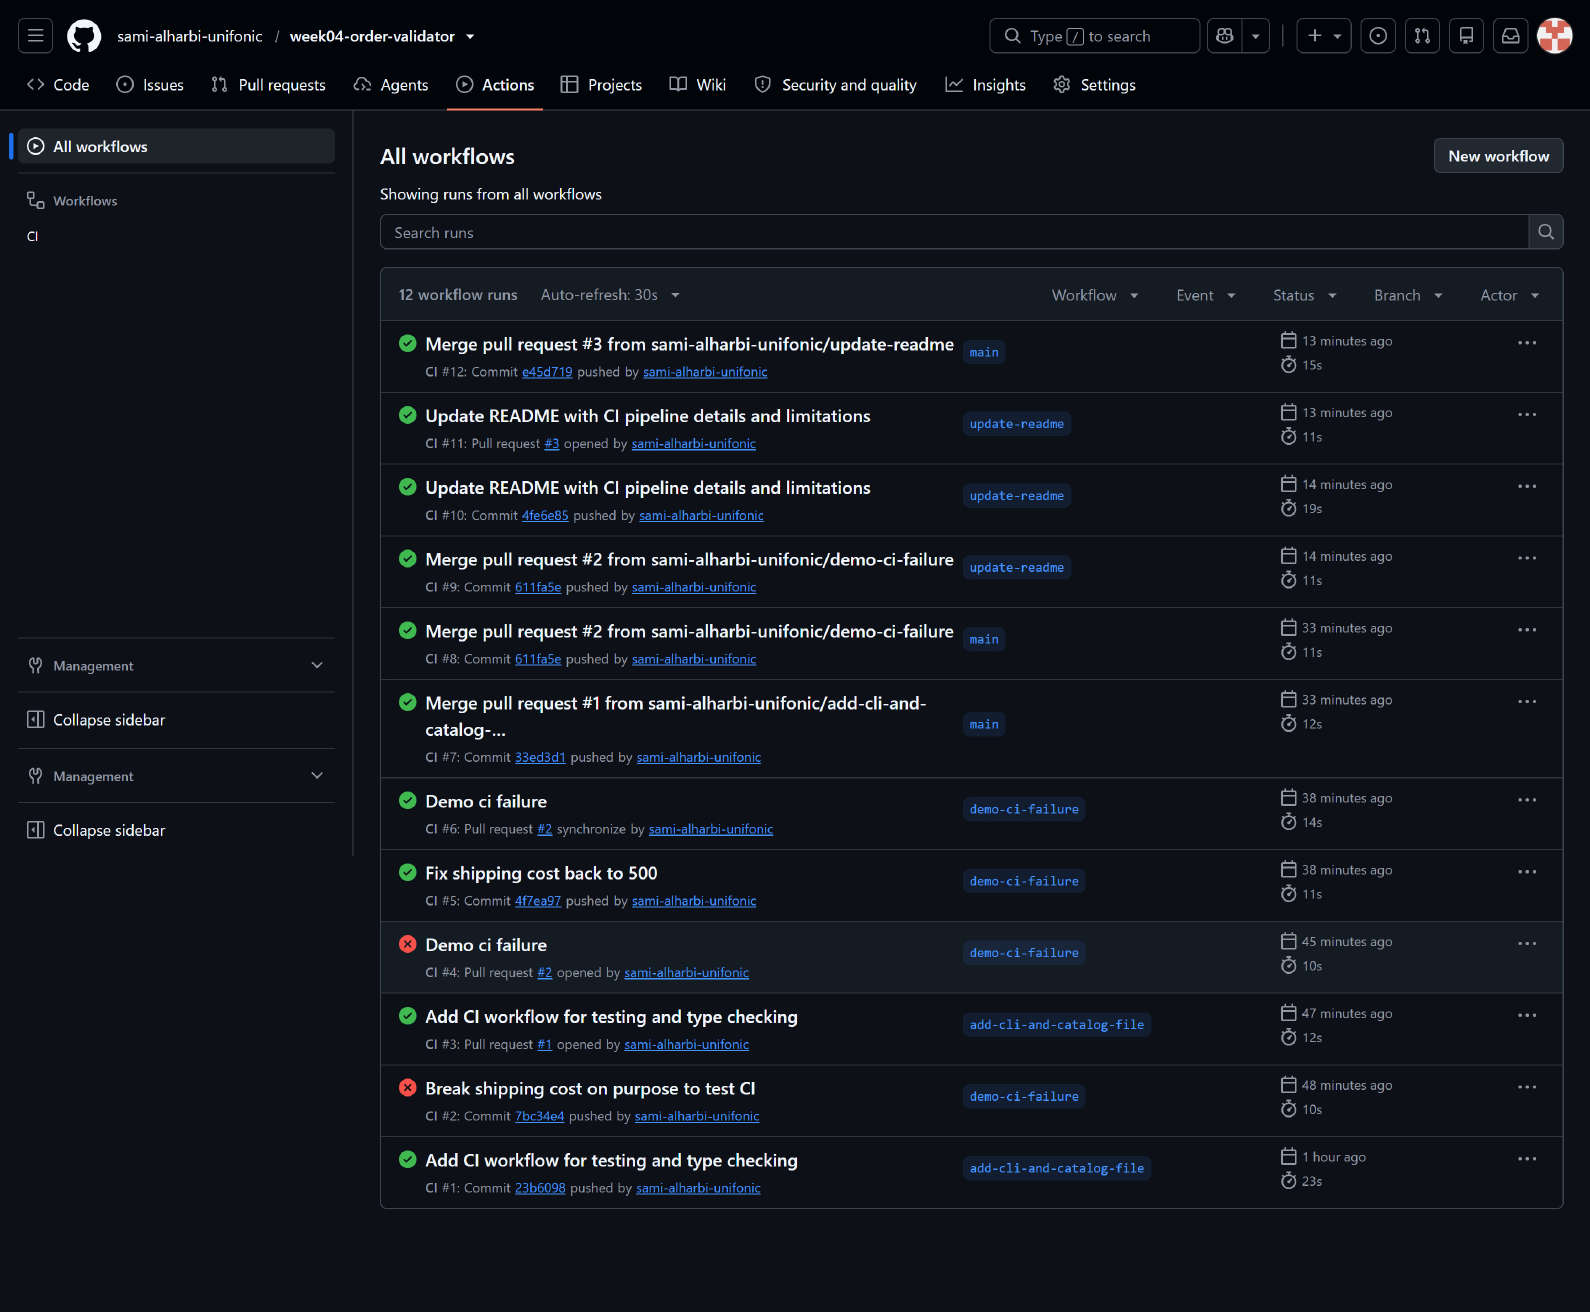 sami-alharbi-unifonic / week04-order-validator
Type / to search
Code Issues Pull requests Agents Actions Projects Wiki Security and quality Insights Settings
All workflows
Workflows
CI
Management
Collapse sidebar
Management
Collapse sidebar
All workflows
New workflow
Showing runs from all workflows
Search runs
12 workflow runs Auto-refresh: 30s Workflow Event Status Branch Actor
Merge pull request #3 from sami-alharbi-unifonic/update-readme
CI #12: Commit e45d719 pushed by sami-alharbi-unifonic
main
13 minutes ago
15s
Update README with CI pipeline details and limitations
CI #11: Pull request #3 opened by sami-alharbi-unifonic
update-readme
13 minutes ago
11s
Update README with CI pipeline details and limitations
CI #10: Commit 4fe6e85 pushed by sami-alharbi-unifonic
update-readme
14 minutes ago
19s
Merge pull request #2 from sami-alharbi-unifonic/demo-ci-failure
CI #9: Commit 611fa5e pushed by sami-alharbi-unifonic
update-readme
14 minutes ago
11s
Merge pull request #2 from sami-alharbi-unifonic/demo-ci-failure
CI #8: Commit 611fa5e pushed by sami-alharbi-unifonic
main
33 minutes ago
11s
Merge pull request #1 from sami-alharbi-unifonic/add-cli-and-
catalog-...
CI #7: Commit 33ed3d1 pushed by sami-alharbi-unifonic
main
33 minutes ago
12s
Demo ci failure
CI #6: Pull request #2 synchronize by sami-alharbi-unifonic
demo-ci-failure
38 minutes ago
14s
Fix shipping cost back to 500
CI #5: Commit 4f7ea97 pushed by sami-alharbi-unifonic
demo-ci-failure
38 minutes ago
11s
Demo ci failure
CI #4: Pull request #2 opened by sami-alharbi-unifonic
demo-ci-failure
45 minutes ago
10s
Add CI workflow for testing and type checking
CI #3: Pull request #1 opened by sami-alharbi-unifonic
add-cli-and-catalog-file
47 minutes ago
12s
Break shipping cost on purpose to test CI
CI #2: Commit 7bc34e4 pushed by sami-alharbi-unifonic
demo-ci-failure
48 minutes ago
10s
Add CI workflow for testing and type checking
CI #1: Commit 23b6098 pushed by sami-alharbi-unifonic
add-cli-and-catalog-file
1 hour ago
23s